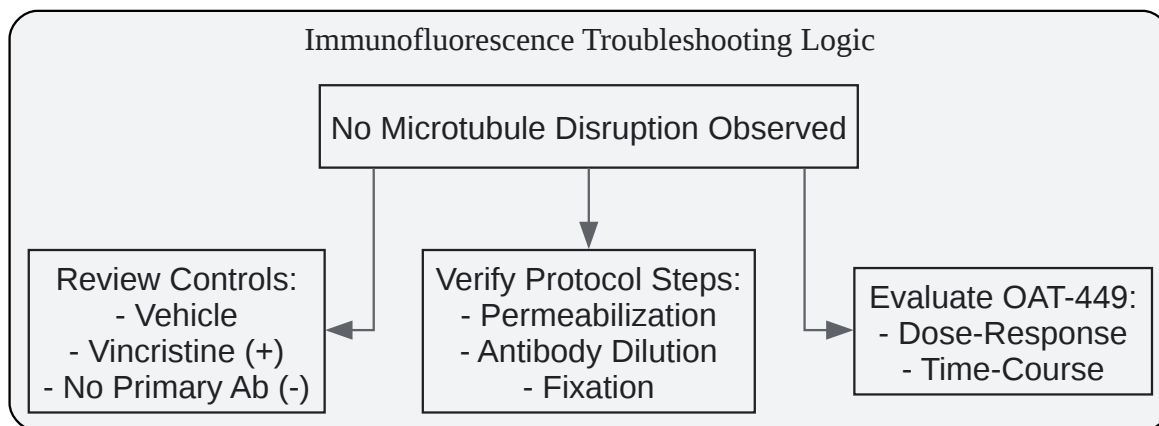 Immunofluorescence Troubleshooting Logic
No Microtubule Disruption Observed
Review Controls:
- Vehicle
- Vincristine (+)
- No Primary Ab (-)
Verify Protocol Steps:
- Permeabilization
- Antibody Dilution
- Fixation
Evaluate OAT-449:
- Dose-Response
- Time-Course